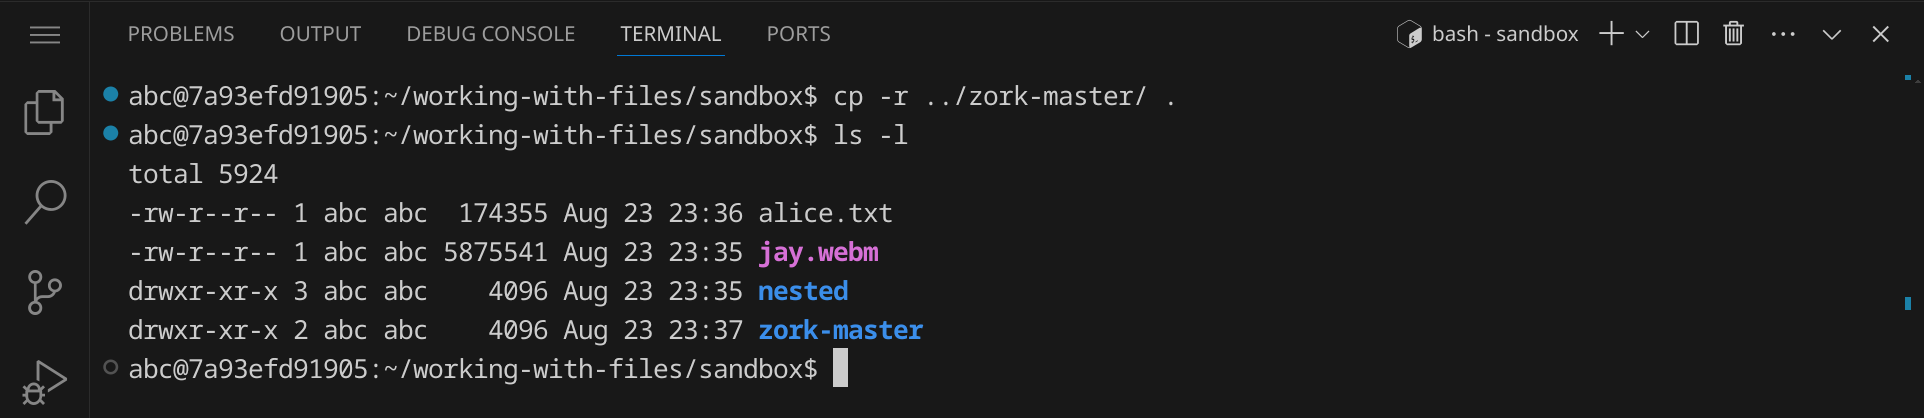 PROBLEMS OUTPUT DEBUG CONSOLE TERMINAL PORTS bash - sandbox
abc@7a93efd91905:~/working-with-files/sandbox$ cp -r ../zork-master/ .
abc@7a93efd91905:~/working-with-files/sandbox$ ls -l
total 5924
-rw-r--r-- 1 abc abc  174355 Aug 23 23:36 alice.txt
-rw-r--r-- 1 abc abc 5875541 Aug 23 23:35 jay.webm
drwxr-xr-x 3 abc abc    4096 Aug 23 23:35 nested
drwxr-xr-x 2 abc abc    4096 Aug 23 23:37 zork-master
abc@7a93efd91905:~/working-with-files/sandbox$